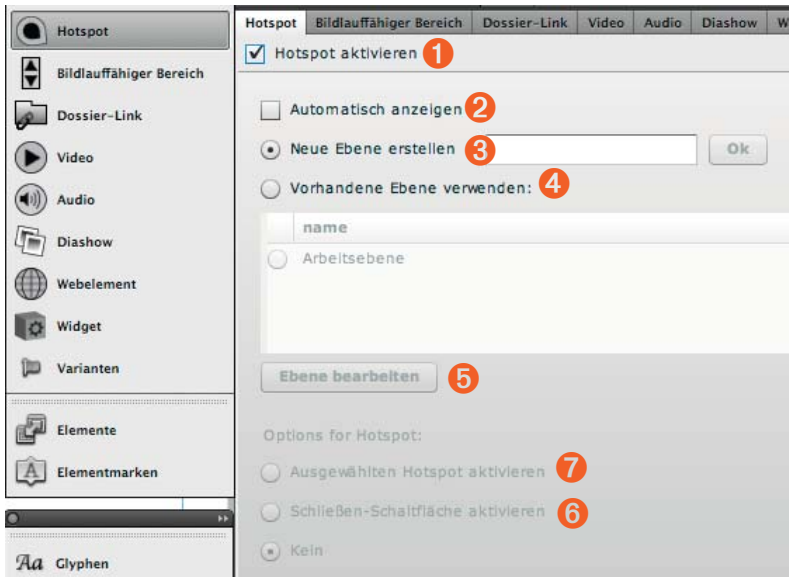 Hotspot
Bildlauffähiger Bereich
Dossier-Link
Video
Audio
Diashow
Webelement
Widget
Varianten
Elemente
Elementmarken
Aa Glyphen
Hotspot Bildlauffähiger Bereich Dossier-Link Video Audio Diashow W
Hotspot aktivieren 1
Automatisch anzeigen 2
Neue Ebene erstellen 3 Ok
Vorhandene Ebene verwenden: 4
name
Arbeitsebene
Ebene bearbeiten 5
Options for Hotspot:
Ausgewählten Hotspot aktivieren 7
Schließen-Schaltfläche aktivieren 6
Kein